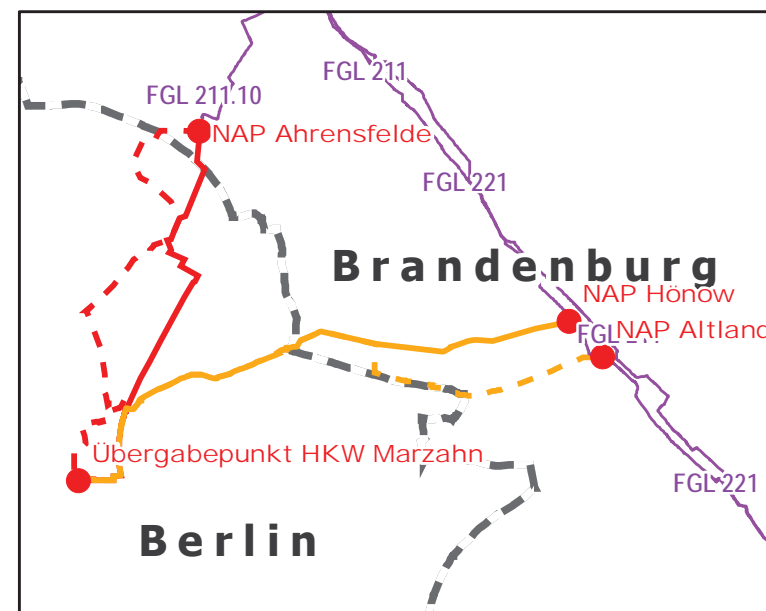 FGL 211
FGL 211.10
NAP Ahrensfelde
FGL 221
Brandenburg
NAP Hönow
FGL
NAP Altland
Übergabepunkt HKW Marzahn
FGL 221
Berlin